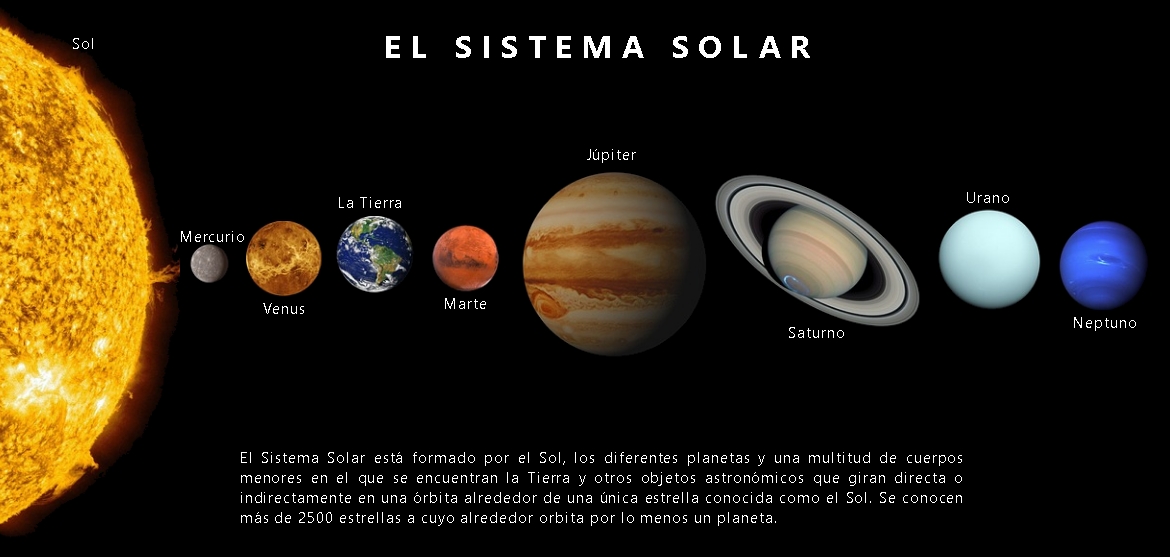 Sol
EL SISTEMA SOLAR
Júpiter
Urano
La Tierra
Mercurio
Marte
Venus
Neptuno
Saturno
El Sistema Solar está formado por el Sol, los diferentes planetas y una multitud de cuerpos
menores en el que se encuentran la Tierra y otros objetos astronómicos que giran directa o
indirectamente en una órbita alrededor de una única estrella conocida como el Sol. Se conocen
más de 2500 estrellas a cuyo alrededor orbita por lo menos un planeta.